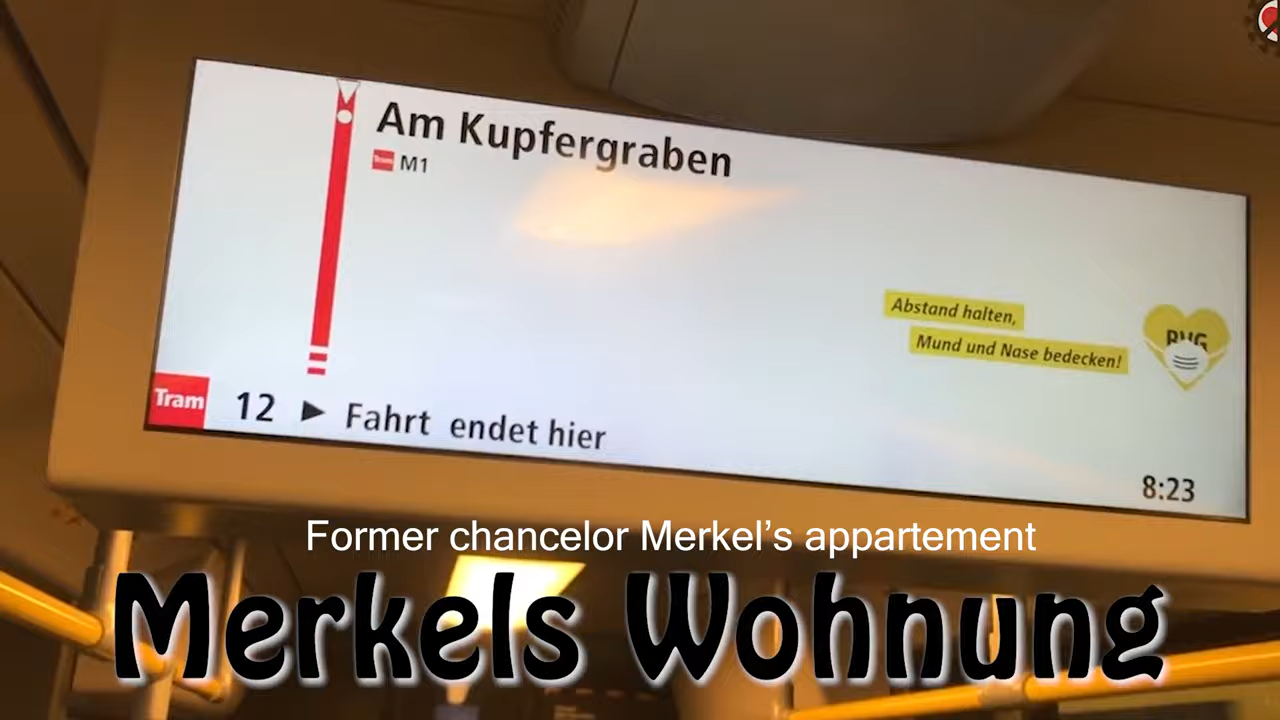 Am Kupfergraben
Tram M1
Abstand halten,
Mund und Nase bedecken!
BVG
Tram 12 ► Fahrt endet hier
8:23
Former chancelor Merkel’s appartement
Merkels Wohnung